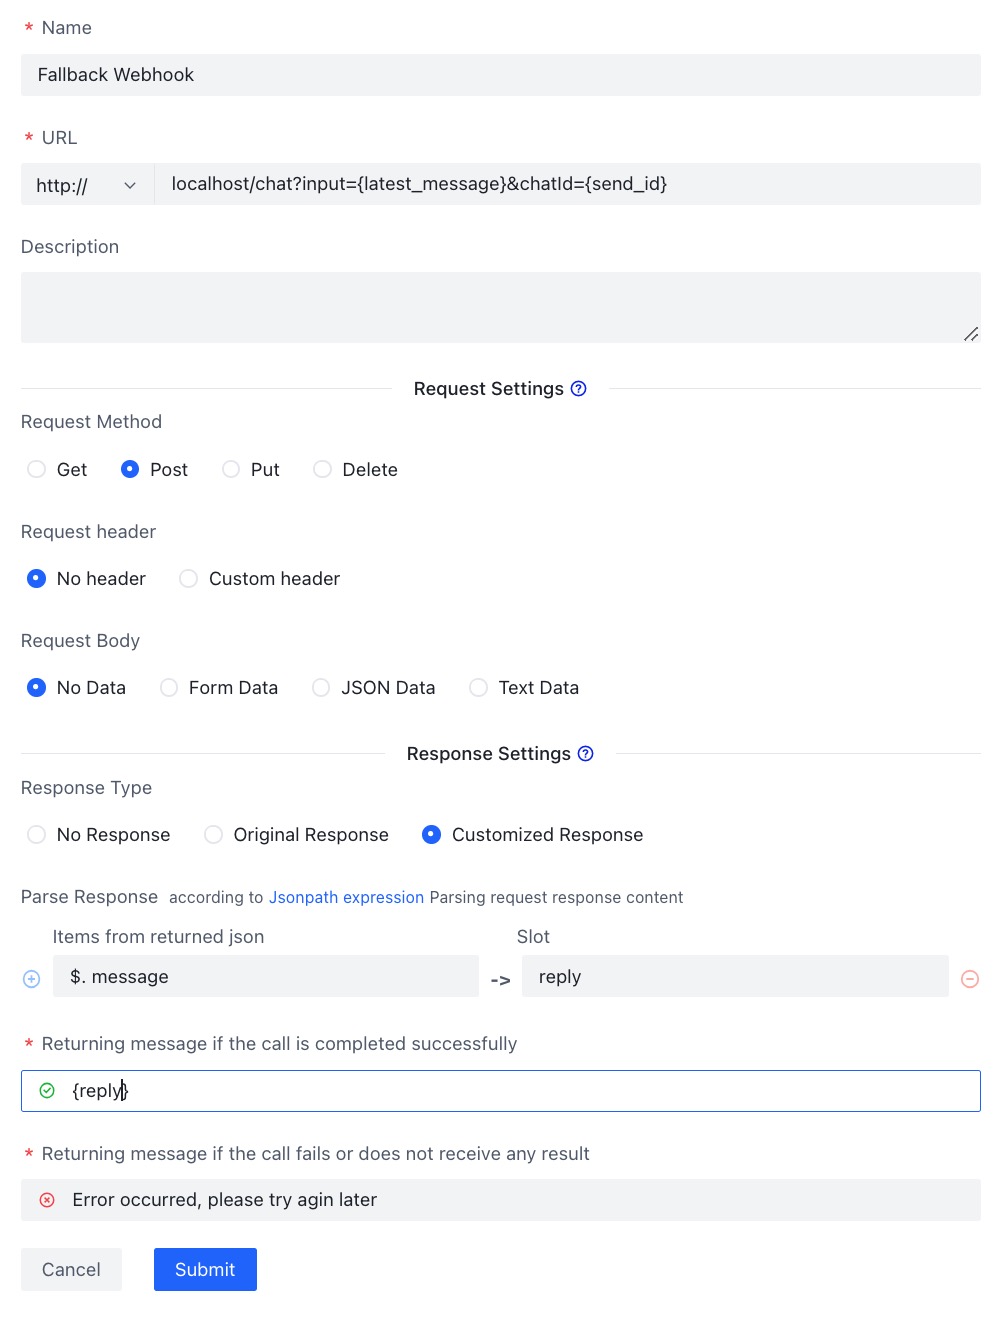 * Name
Fallback Webhook
* URL
http:// localhost/chat?input={latest_message}&chatId={send_id}
Description
Request Settings
Request Method
Get Post Put Delete
Request header
No header Custom header
Request Body
No Data Form Data JSON Data Text Data
Response Settings
Response Type
No Response Original Response Customized Response
Parse Response according to Jsonpath expression Parsing request response content
Items from returned json Slot
$. message -> reply
* Returning message if the call is completed successfully
{reply}
* Returning message if the call fails or does not receive any result
Error occurred, please try agin later
Cancel Submit